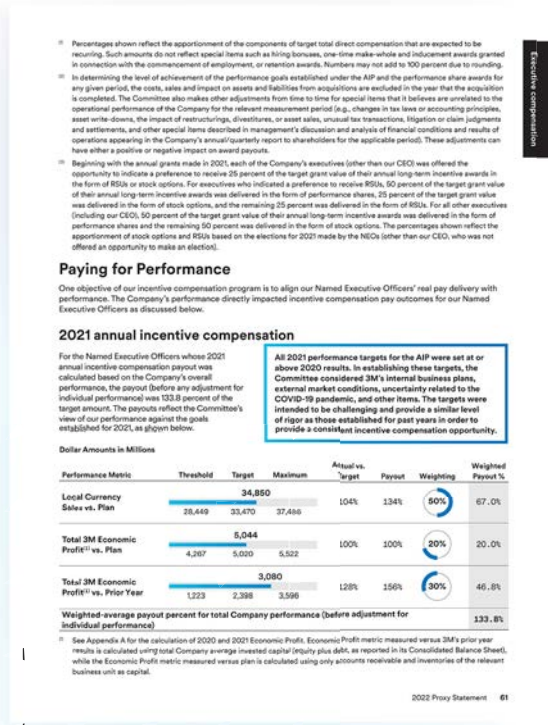 Executive compensation
Percentages shown reflect the apportionment of the components of target total direct compensation that are expected to be
recurring. Such amounts do not reflect special items such as hiring bonuses, one-time make-whole and inducement awards granted
in connection with the commencement of employment, or retention awards. Numbers may not add to 100 percent due to rounding.
In determining the level of achievement of the performance goals established under the AIP and the performance share awards for
any given period, the costs, sales and impact on assets and liabilities from acquisitions are excluded in the year that the acquisition
is completed. The Committee also makes other adjustments from time to time for special items that it believes are unrelated to the
operational performance of the Company for the relevant measurement period (e.g., changes in tax laws or accounting principles,
asset write-downs, the impact of restructurings, divestitures, or asset sales, unusual tax transactions, litigation or claim judgments
and settlements, and other special items described in management's discussion and analysis of financial conditions and results of
operations appearing in the Company's annual/quarterly report to shareholders for the applicable period). These adjustments can
have either a positive or negative impact on award payouts.
Beginning with the annual grants made in 2021, each of the Company's executives (other than our CEO) was offered the
opportunity to indicate a preference to receive 25 percent of the target grant value of their annual long-term incentive awards in
the form of RSUs or stock options. For executives who indicated a preference to receive RSUs, 50 percent of the target grant value
of their annual long-term incentive awards was delivered in the form of performance shares, 25 percent of the target grant value
was delivered in the form of stock options, and the remaining 25 percent was delivered in the form of RSUs. For all other executives
(including our CEO), 50 percent of the target grant value of their annual long-term incentive awards was delivered in the form of
performance shares and the remaining 50 percent was delivered in the form of stock options. The percentages shown reflect the
apportionment of stock options and RSUs based on the elections for 2021 made by the NEOs (other than our CEO, who was not
offered an opportunity to make an election).
Paying for Performance
One objective of our incentive compensation program is to align our Named Executive Officers' real pay delivery with
performance. The Company's performance directly impacted incentive compensation pay outcomes for our Named
Executive Officers as discussed below.
2021 annual incentive compensation
For the Named Executive Officers whose 2021
annual incentive compensation payout was
calculated based on the Company's overall
performance, the payout (before any adjustment for
individual performance) was 133.8 percent of the
target amount. The payouts reflect the Committee's
view of our performance against the goals
established for 2021, as shown below.
All 2021 performance targets for the AIP were set at or
above 2020 results. In establishing these targets, the
Committee considered 3M's internal business plans,
external market conditions, uncertainty related to the
COVID-19 pandemic, and other items. The targets were
intended to be challenging and provide a similar level
of rigor as those established for past years in order to
provide a consistent incentive compensation opportunity.
Dollar Amounts in Millions
Performance Metric Threshold Target Maximum Actual vs. Target Payout Weighting Weighted Payout %
Local Currency
Sales vs. Plan
34,850
28,449 33,470 37,486
104% 134% 50% 67.0%
Total 3M Economic
Profit(1) vs. Plan
5,044
4,267 5,020 5,522
100% 100% 20% 20.0%
Total 3M Economic
Profit(1) vs. Prior Year
3,080
1,223 2,398 3,596
128% 156% 30% 46.8%
Weighted-average payout percent for total Company performance (before adjustment for
individual performance)
133.8%
See Appendix A for the calculation of 2020 and 2021 Economic Profit. Economic Profit metric measured versus 3M's prior year
results is calculated using total Company average invested capital (equity plus debt, as reported in its Consolidated Balance Sheet),
while the Economic Profit metric measured versus plan is calculated using only accounts receivable and inventories of the relevant
business unit as capital.
2022 Proxy Statement 61